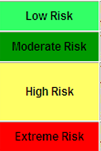 Low Risk
Moderate Risk
High Risk
Extreme Risk